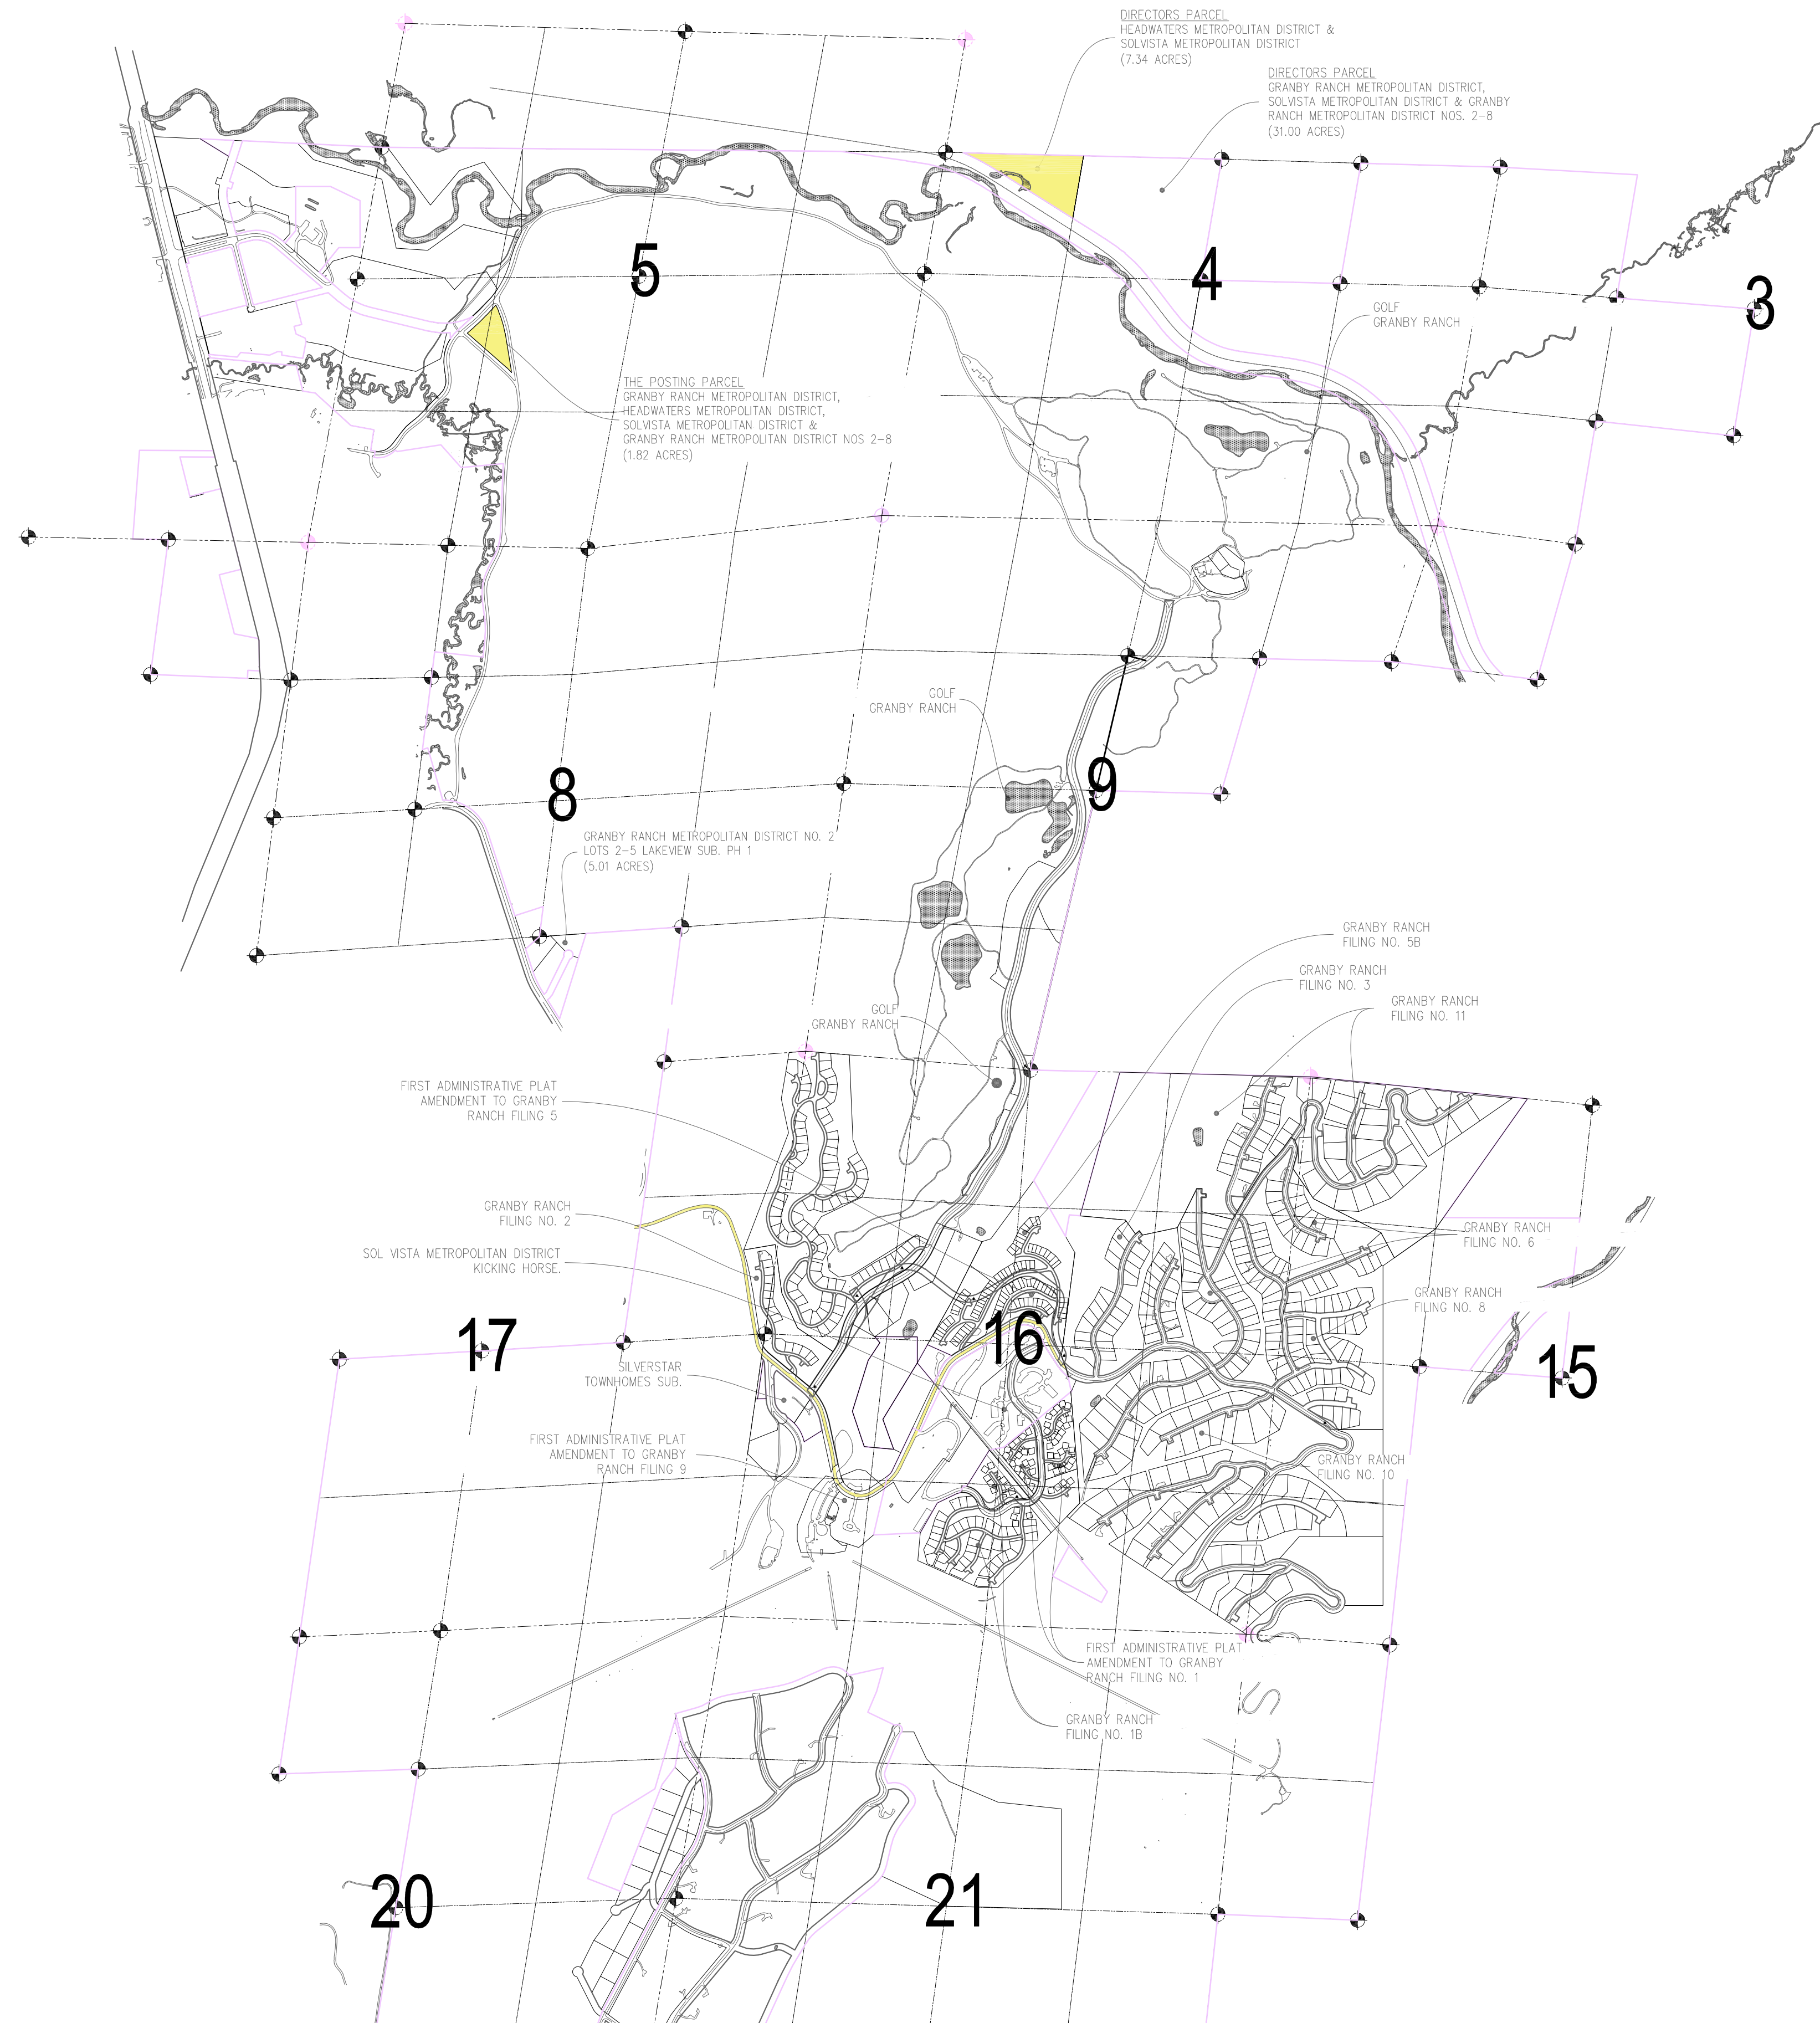 DIRECTORS PARCEL
HEADWATERS METROPOLITAN DISTRICT &
SOLVISTA METROPOLITAN DISTRICT
(7.34 ACRES)
DIRECTORS PARCEL
GRANBY RANCH METROPOLITAN DISTRICT,
SOLVISTA METROPOLITAN DISTRICT & GRANBY
RANCH METROPOLITAN DISTRICT NOS. 2-8
(31.00 ACRES)
5
4
3
GOLF
GRANBY RANCH
THE POSTING PARCEL
GRANBY RANCH METROPOLITAN DISTRICT,
HEADWATERS METROPOLITAN DISTRICT,
SOLVISTA METROPOLITAN DISTRICT &
GRANBY RANCH METROPOLITAN DISTRICT NOS 2-8
(1.82 ACRES)
GOLF
GRANBY RANCH
8
9
GRANBY RANCH METROPOLITAN DISTRICT NO. 2
LOTS 2-5 LAKEVIEW SUB. PH 1
(5.01 ACRES)
GRANBY RANCH
FILING NO. 5B
GRANBY RANCH
FILING NO. 3
GRANBY RANCH
FILING NO. 11
GOLF
GRANBY RANCH
FIRST ADMINISTRATIVE PLAT
AMENDMENT TO GRANBY
RANCH FILING 5
GRANBY RANCH
FILING NO. 2
GRANBY RANCH
FILING NO. 6
SOL VISTA METROPOLITAN DISTRICT
KICKING HORSE.
GRANBY RANCH
FILING NO. 8
17
16
15
SILVERSTAR
TOWNHOMES SUB.
FIRST ADMINISTRATIVE PLAT
AMENDMENT TO GRANBY
RANCH FILING 9
GRANBY RANCH
FILING NO. 10
FIRST ADMINISTRATIVE PLAT
AMENDMENT TO GRANBY
RANCH FILING NO. 1
GRANBY RANCH
FILING NO. 1B
20
21